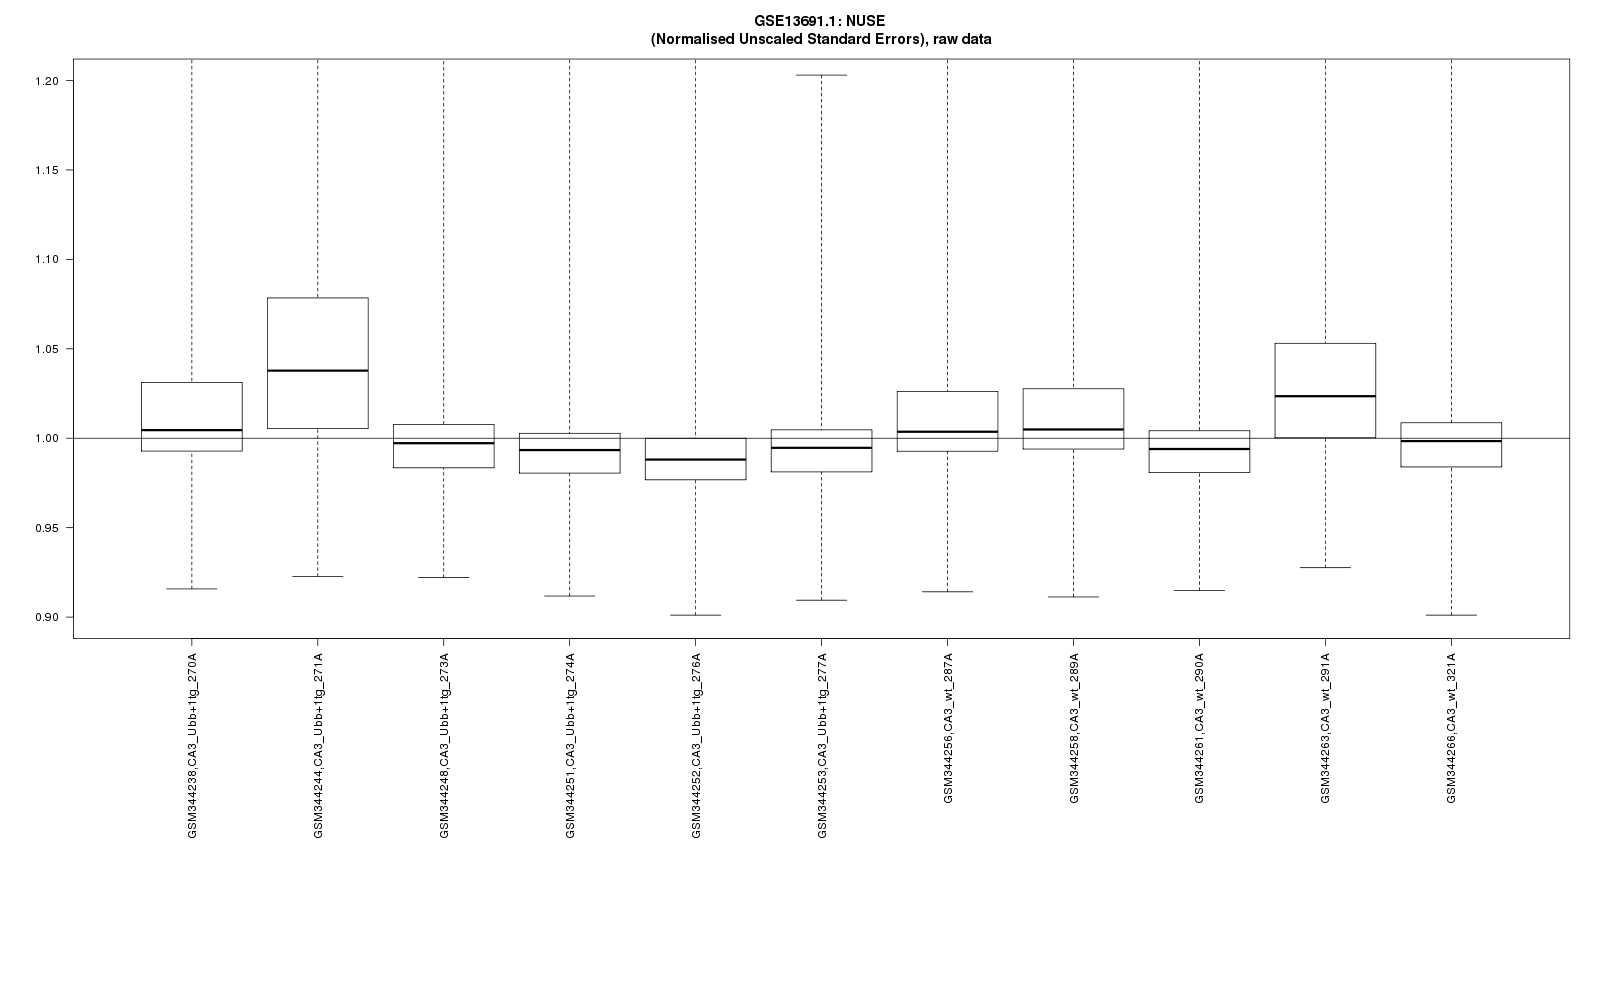 GSE13691.1: NUSE
(Normalised Unscaled Standard Errors), raw data
1.20
1.15
1.10
1.05
1.00
0.95
0.90
GSM344238,CA3_Ubb+1tg_270A
GSM344244,CA3_Ubb+1tg_271A
GSM344248,CA3_Ubb+1tg_273A
GSM344251,CA3_Ubb+1tg_274A
GSM344252,CA3_Ubb+1tg_276A
GSM344253,CA3_Ubb+1tg_277A
GSM344256,CA3_wt_287A
GSM344258,CA3_wt_289A
GSM344261,CA3_wt_290A
GSM344263,CA3_wt_291A
GSM344266,CA3_wt_321A